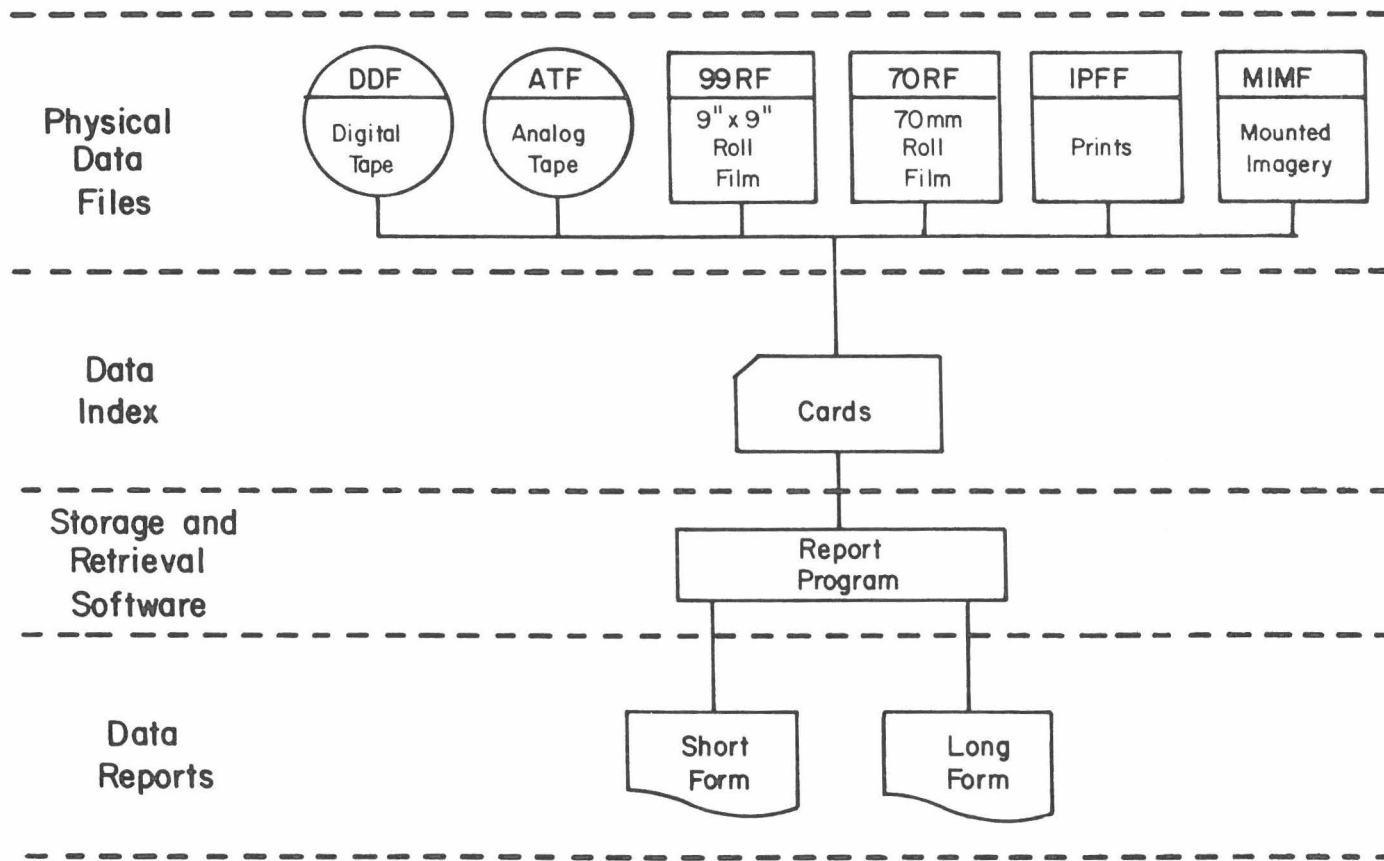 Physical
Data
Files
DDF
Digital
Tape
ATF
Analog
Tape
99RF
9" x 9"
Roll
Film
70RF
70mm
Roll
Film
IPFF
Prints
MIMF
Mounted
Imagery
Data
Index
Cards
Storage and
Retrieval
Software
Report
Program
Data
Reports
Short
Form
Long
Form